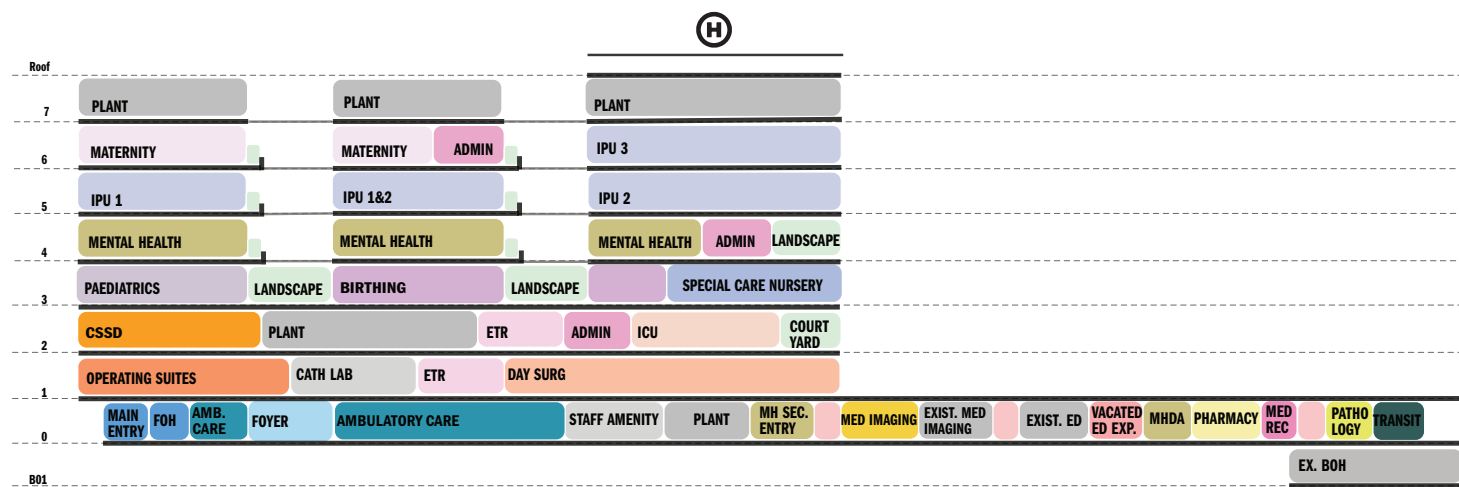 H
Roof
PLANT
PLANT
PLANT
7
MATERNITY
MATERNITY
ADMIN
IPU 3
6
IPU 1
IPU 1&2
IPU 2
5
MENTAL HEALTH
MENTAL HEALTH
MENTAL HEALTH
ADMIN
LANDSCAPE
4
PAEDIATRICS
LANDSCAPE
BIRTHING
LANDSCAPE
SPECIAL CARE NURSERY
3
CSSD
PLANT
ETR
ADMIN
ICU
COURT
YARD
2
OPERATING SUITES
CATH LAB
ETR
DAY SURG
1
MAIN
ENTRY
FOH
AMB.
CARE
FOYER
AMBULATORY CARE
STAFF AMENITY
PLANT
MH SEC.
ENTRY
MED IMAGING
EXIST. MED
IMAGING
EXIST. ED
VACATED
ED EXP.
MHDA
PHARMACY
MED
REC
PATHO
LOGY
TRANSIT
0
EX. BOH
B01